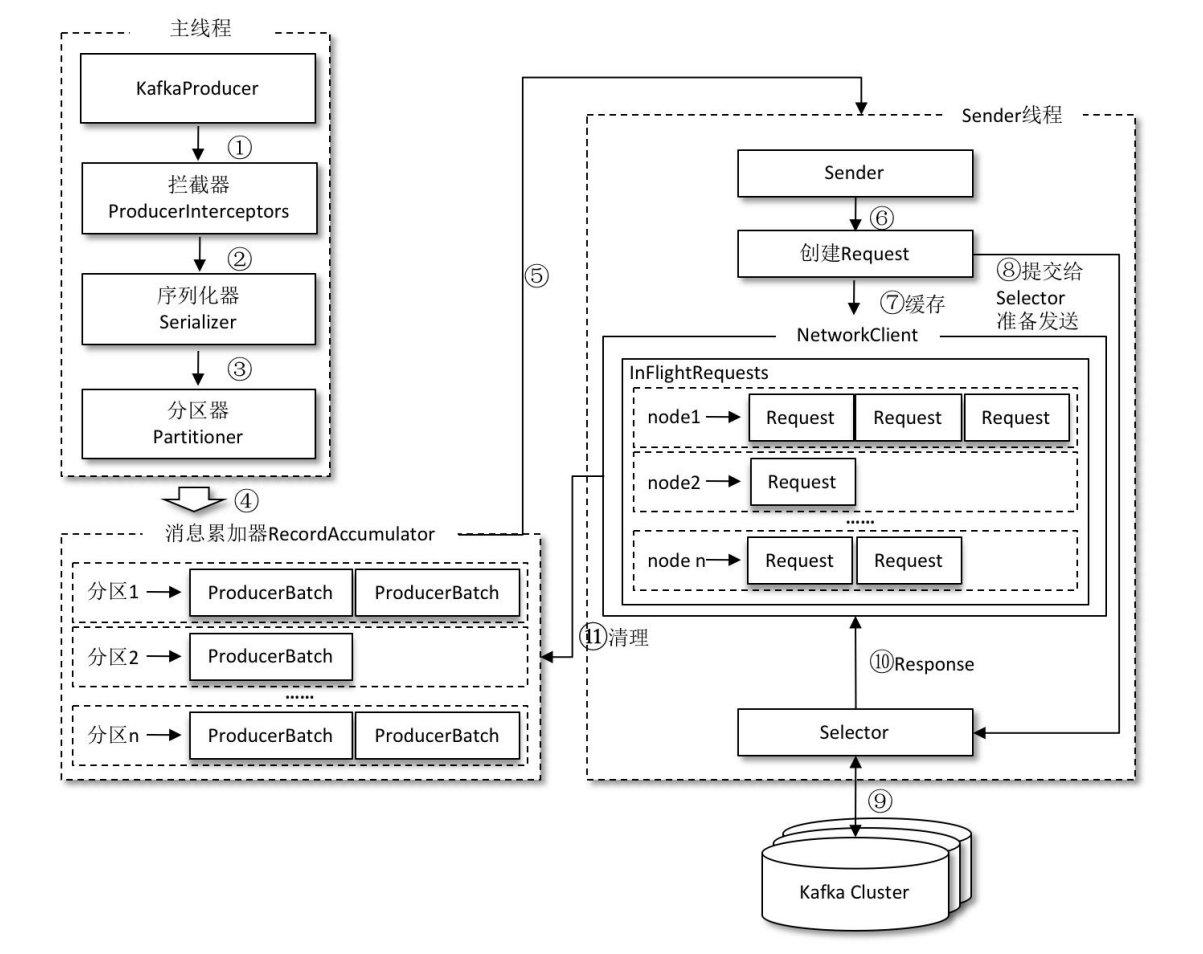 主线程
KafkaProducer
①
拦截器
ProducerInterceptors
②
序列化器
Serializer
③
分区器
Partitioner
④
消息累加器RecordAccumulator
分区1 ProducerBatch ProducerBatch
分区2 ProducerBatch
……
分区n ProducerBatch ProducerBatch
⑤
Sender线程
Sender
⑥
创建Request
⑦缓存
⑧提交给
Selector
准备发送
NetworkClient
InFlightRequests
node1 Request Request Request
node2 Request
……
node n Request Request
⑪清理
⑩Response
Selector
⑨
Kafka Cluster